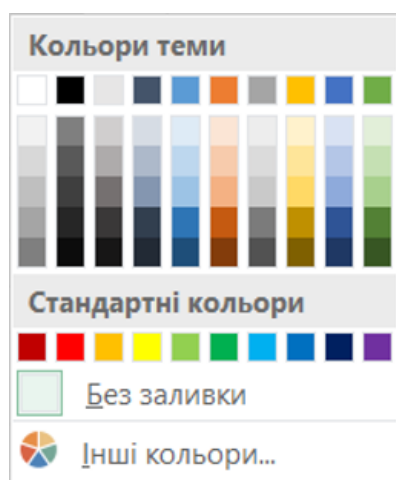 Кольори теми
Стандартні кольори
Без заливки
Інші кольори...